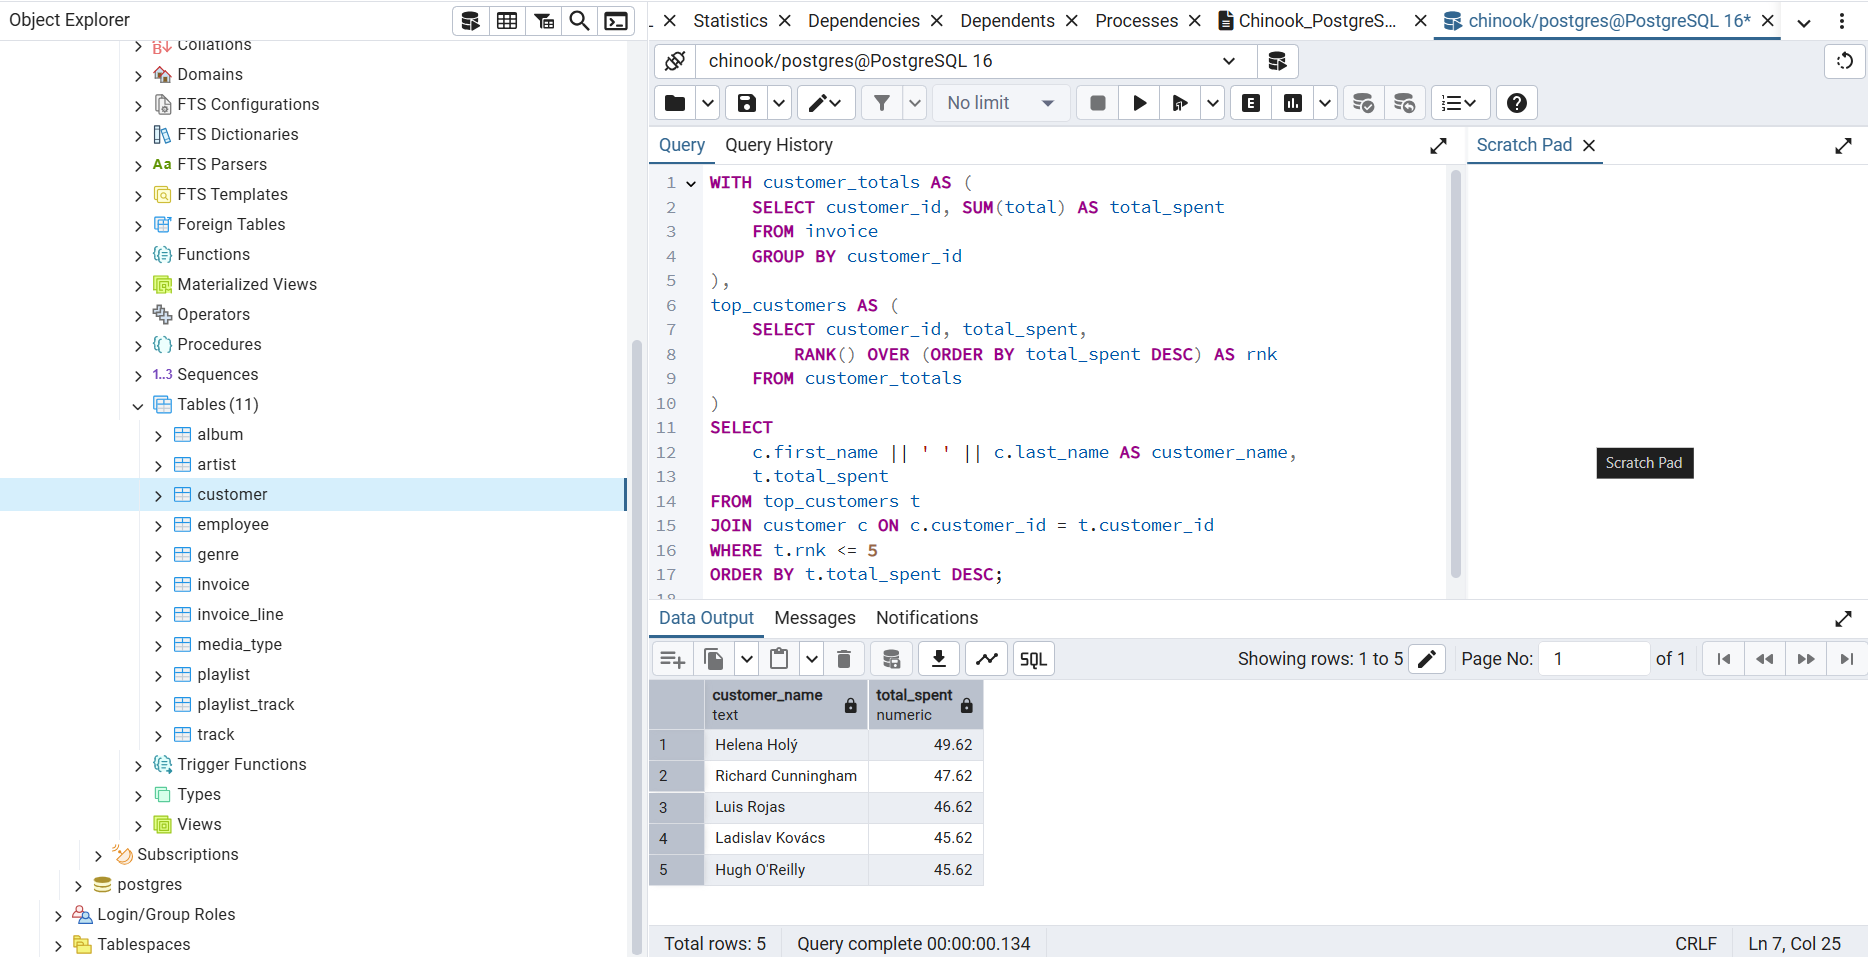 Object Explorer
Collations
Domains
FTS Configurations
FTS Dictionaries
Aa FTS Parsers
FTS Templates
Foreign Tables
Functions
Materialized Views
Operators
Procedures
1..3 Sequences
Tables (11)
album
artist
customer
employee
genre
invoice
invoice_line
media_type
playlist
playlist_track
track
Trigger Functions
Types
Views
Subscriptions
postgres
Login/Group Roles
Tablespaces
Statistics Dependencies Dependents Processes Chinook_PostgreS... chinook/postgres@PostgreSQL 16*
chinook/postgres@PostgreSQL 16
No limit E
Query Query History
1 WITH customer_totals AS (
2 SELECT customer_id, SUM(total) AS total_spent
3 FROM invoice
4 GROUP BY customer_id
5 ),
6 top_customers AS (
7 SELECT customer_id, total_spent,
8 RANK() OVER (ORDER BY total_spent DESC) AS rnk
9 FROM customer_totals
10 )
11 SELECT
12 c.first_name || ' ' || c.last_name AS customer_name,
13 t.total_spent
14 FROM top_customers t
15 JOIN customer c ON c.customer_id = t.customer_id
16 WHERE t.rnk <= 5
17 ORDER BY t.total_spent DESC;
18
Scratch Pad
Scratch Pad
Data Output Messages Notifications
SQL Showing rows: 1 to 5 Page No: 1 of 1
customer_name total_spent
text numeric
1 Helena Holý 49.62
2 Richard Cunningham 47.62
3 Luis Rojas 46.62
4 Ladislav Kovács 45.62
5 Hugh O'Reilly 45.62
Total rows: 5 Query complete 00:00:00.134 CRLF Ln 7, Col 25